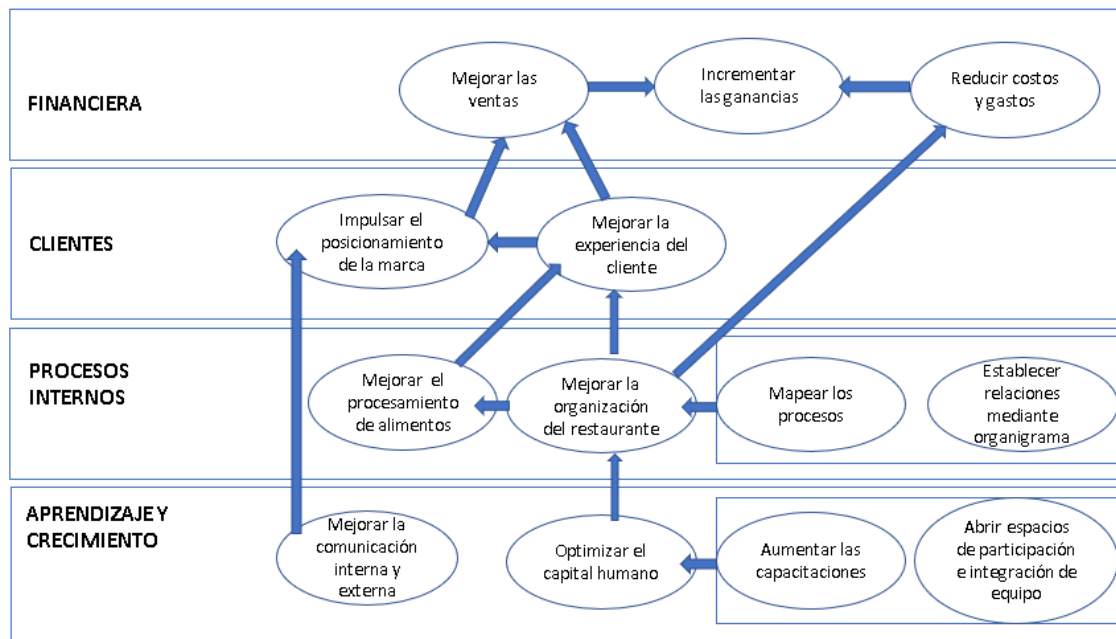 FINANCIERA
Mejorar las
ventas
Incrementar
las ganancias
Reducir costos
y gastos
CLIENTES
Impulsar el
posicionamiento
de la marca
Mejorar la
experiencia del
cliente
PROCESOS
INTERNOS
Mejorar el
procesamiento
de alimentos
Mejorar la
organización
del restaurante
Mapear los
procesos
Establecer
relaciones
mediante
organigrama
APRENDIZAJE Y
CRECIMIENTO
Mejorar la
comunicación
interna y
externa
Optimizar el
capital humano
Aumentar las
capacitaciones
Abrir espacios
de participación
e integración de
equipo